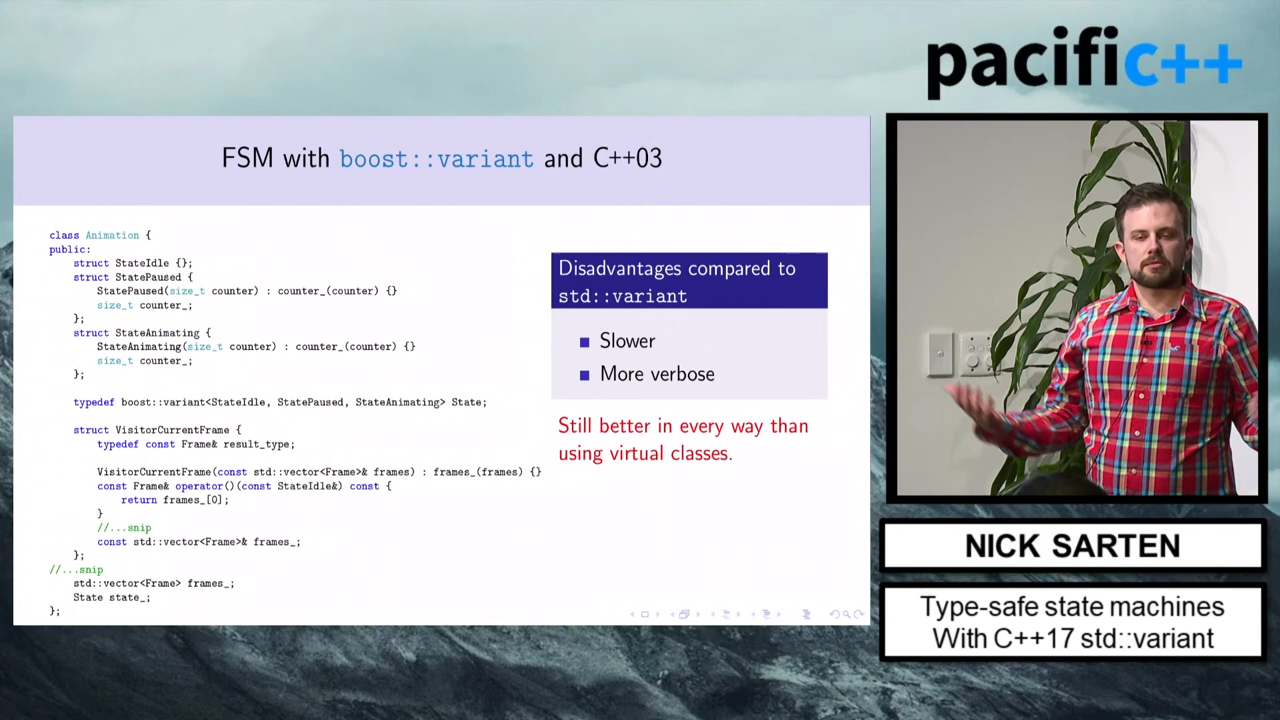 pacific++
FSM with boost::variant and C++03
class Animation {
public:
    struct StateIdle {};
    struct StatePaused {
        StatePaused(size_t counter) : counter_(counter) {}
        size_t counter_;
    };
    struct StateAnimating {
        StateAnimating(size_t counter) : counter_(counter) {}
        size_t counter_;
    };
    typedef boost::variant<StateIdle, StatePaused, StateAnimating> State;
    struct VisitorCurrentFrame {
        typedef const Frame& result_type;
        VisitorCurrentFrame(const std::vector<Frame>& frames) : frames_(frames) {}
        const Frame& operator()(const StateIdle&) const {
            return frames_[0];
        }
        //...snip
        const std::vector<Frame>& frames_;
    };
//...snip
    std::vector<Frame> frames_;
    State state_;
};
Disadvantages compared to
std::variant
Slower
More verbose
Still better in every way than
using virtual classes.
NICK SARTEN
Type-safe state machines
With C++17 std::variant